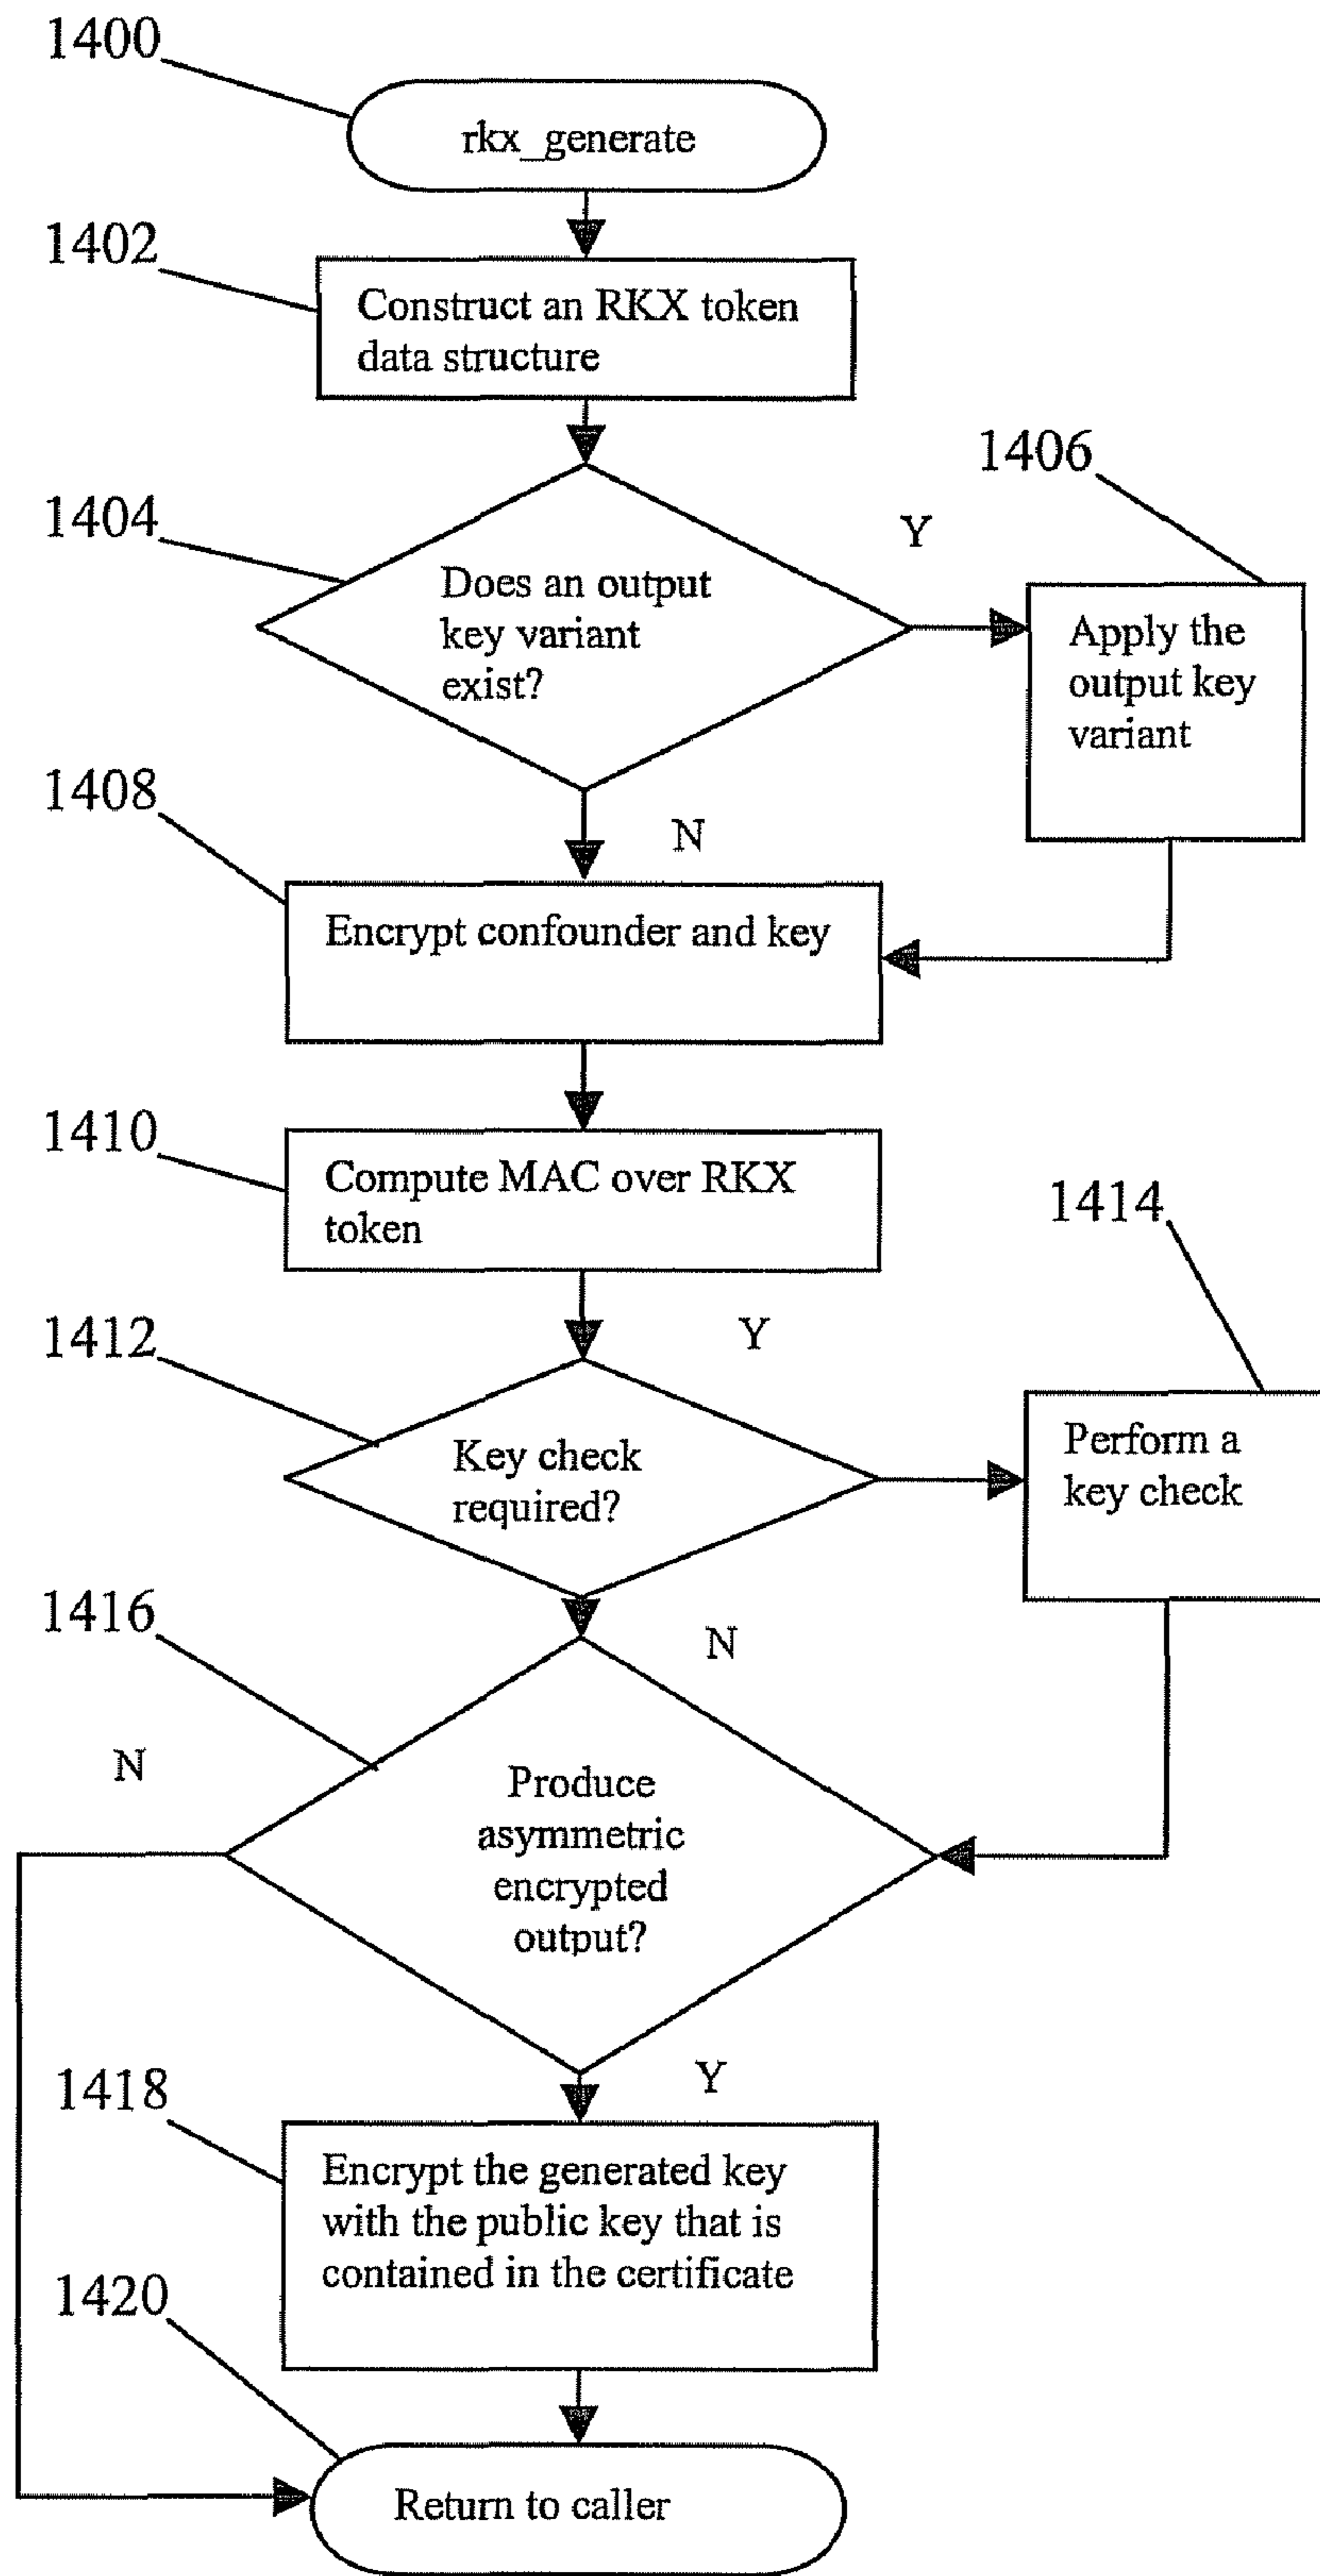 1400
rkx_generate
1402
Construct an RKX token
data structure
1406
1404
Y
Does an output
key variant
exist?
Apply the
output key
variant
1408
N
Encrypt confounder and key
1410
Compute MAC over RKX
token
1414
1412
Y
Key check
required?
Perform a
key check
1416
N
N
Produce
asymmetric
encrypted
output?
1418
Y
Encrypt the generated key
with the public key that is
contained in the certificate
1420
Return to caller